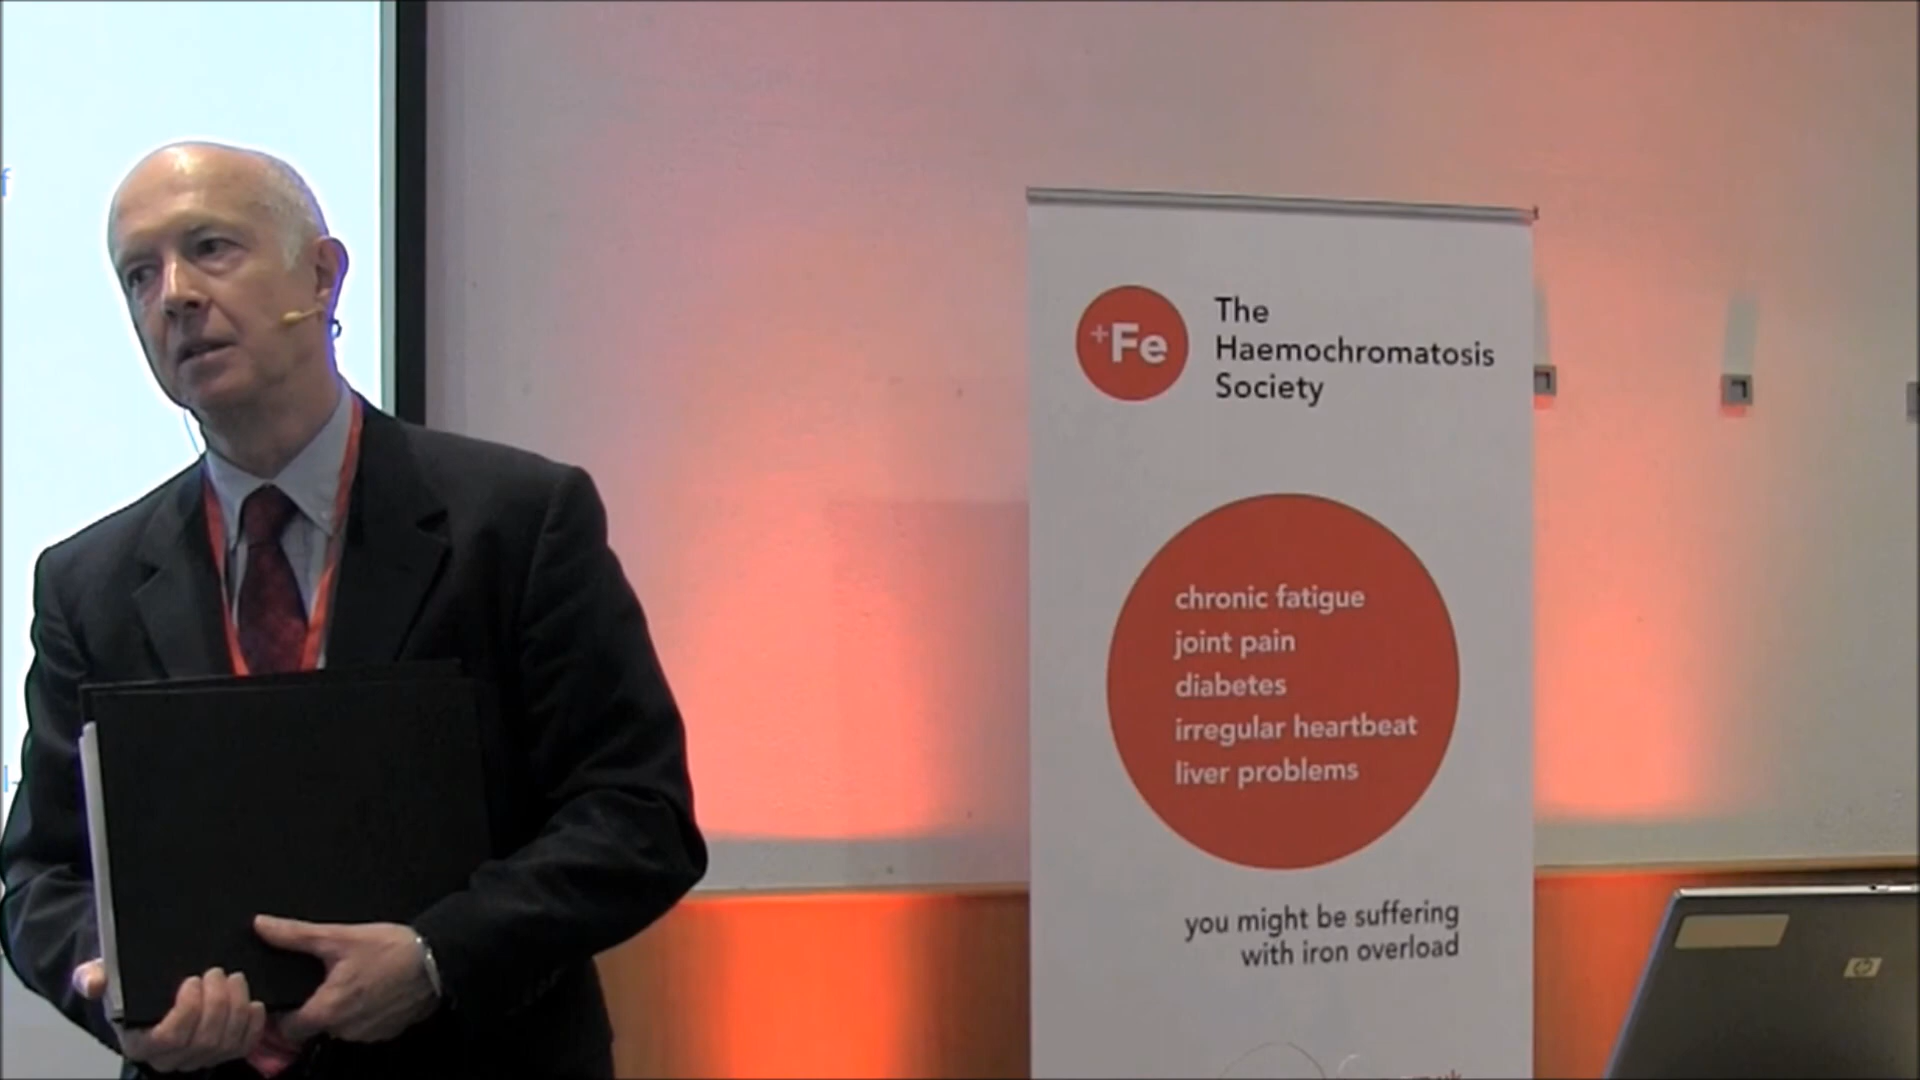 +Fe
The
Haemochromatosis
Society
chronic fatigue
joint pain
diabetes
irregular heartbeat
liver problems
you might be suffering
with iron overload
hp